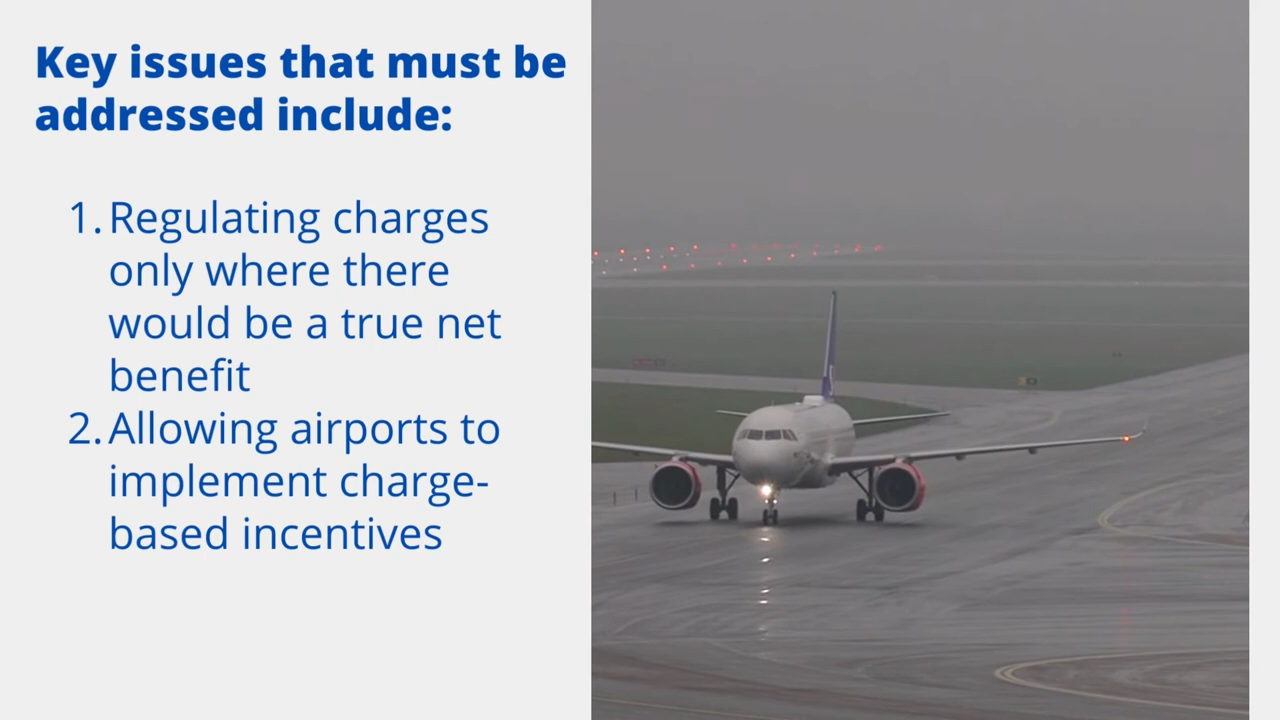 Key issues that must be
addressed include:
1. Regulating charges
only where there
would be a true net
benefit
2. Allowing airports to
implement charge-
based incentives